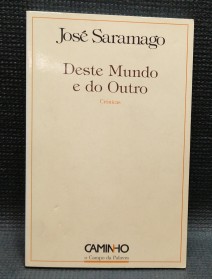 José Saramago
Deste Mundo
e do Outro
Crónicas
CAMINHO
o Campo da Palavra